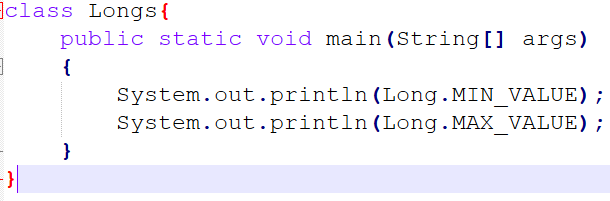 class Longs{
    public static void main(String[] args)
    {
        System.out.println(Long.MIN_VALUE);
        System.out.println(Long.MAX_VALUE);
    }
}